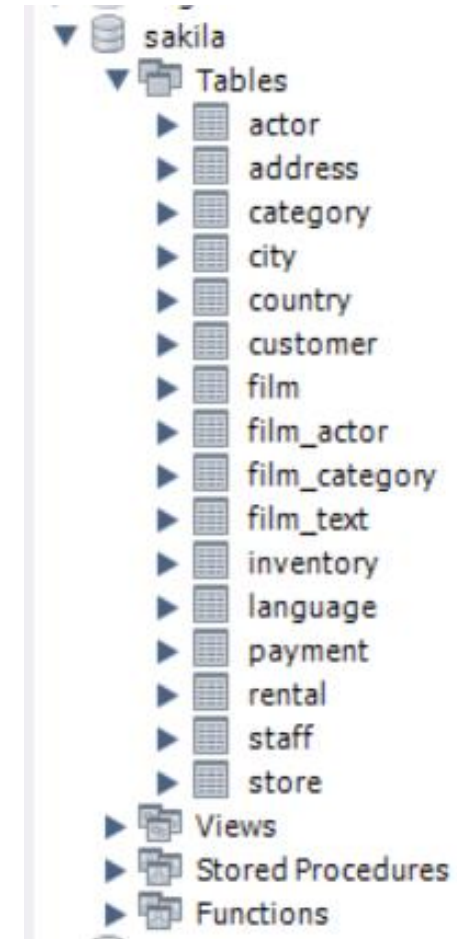 sakila
Tables
actor
address
category
city
country
customer
film
film_actor
film_category
film_text
inventory
language
payment
rental
staff
store
Views
Stored Procedures
Functions